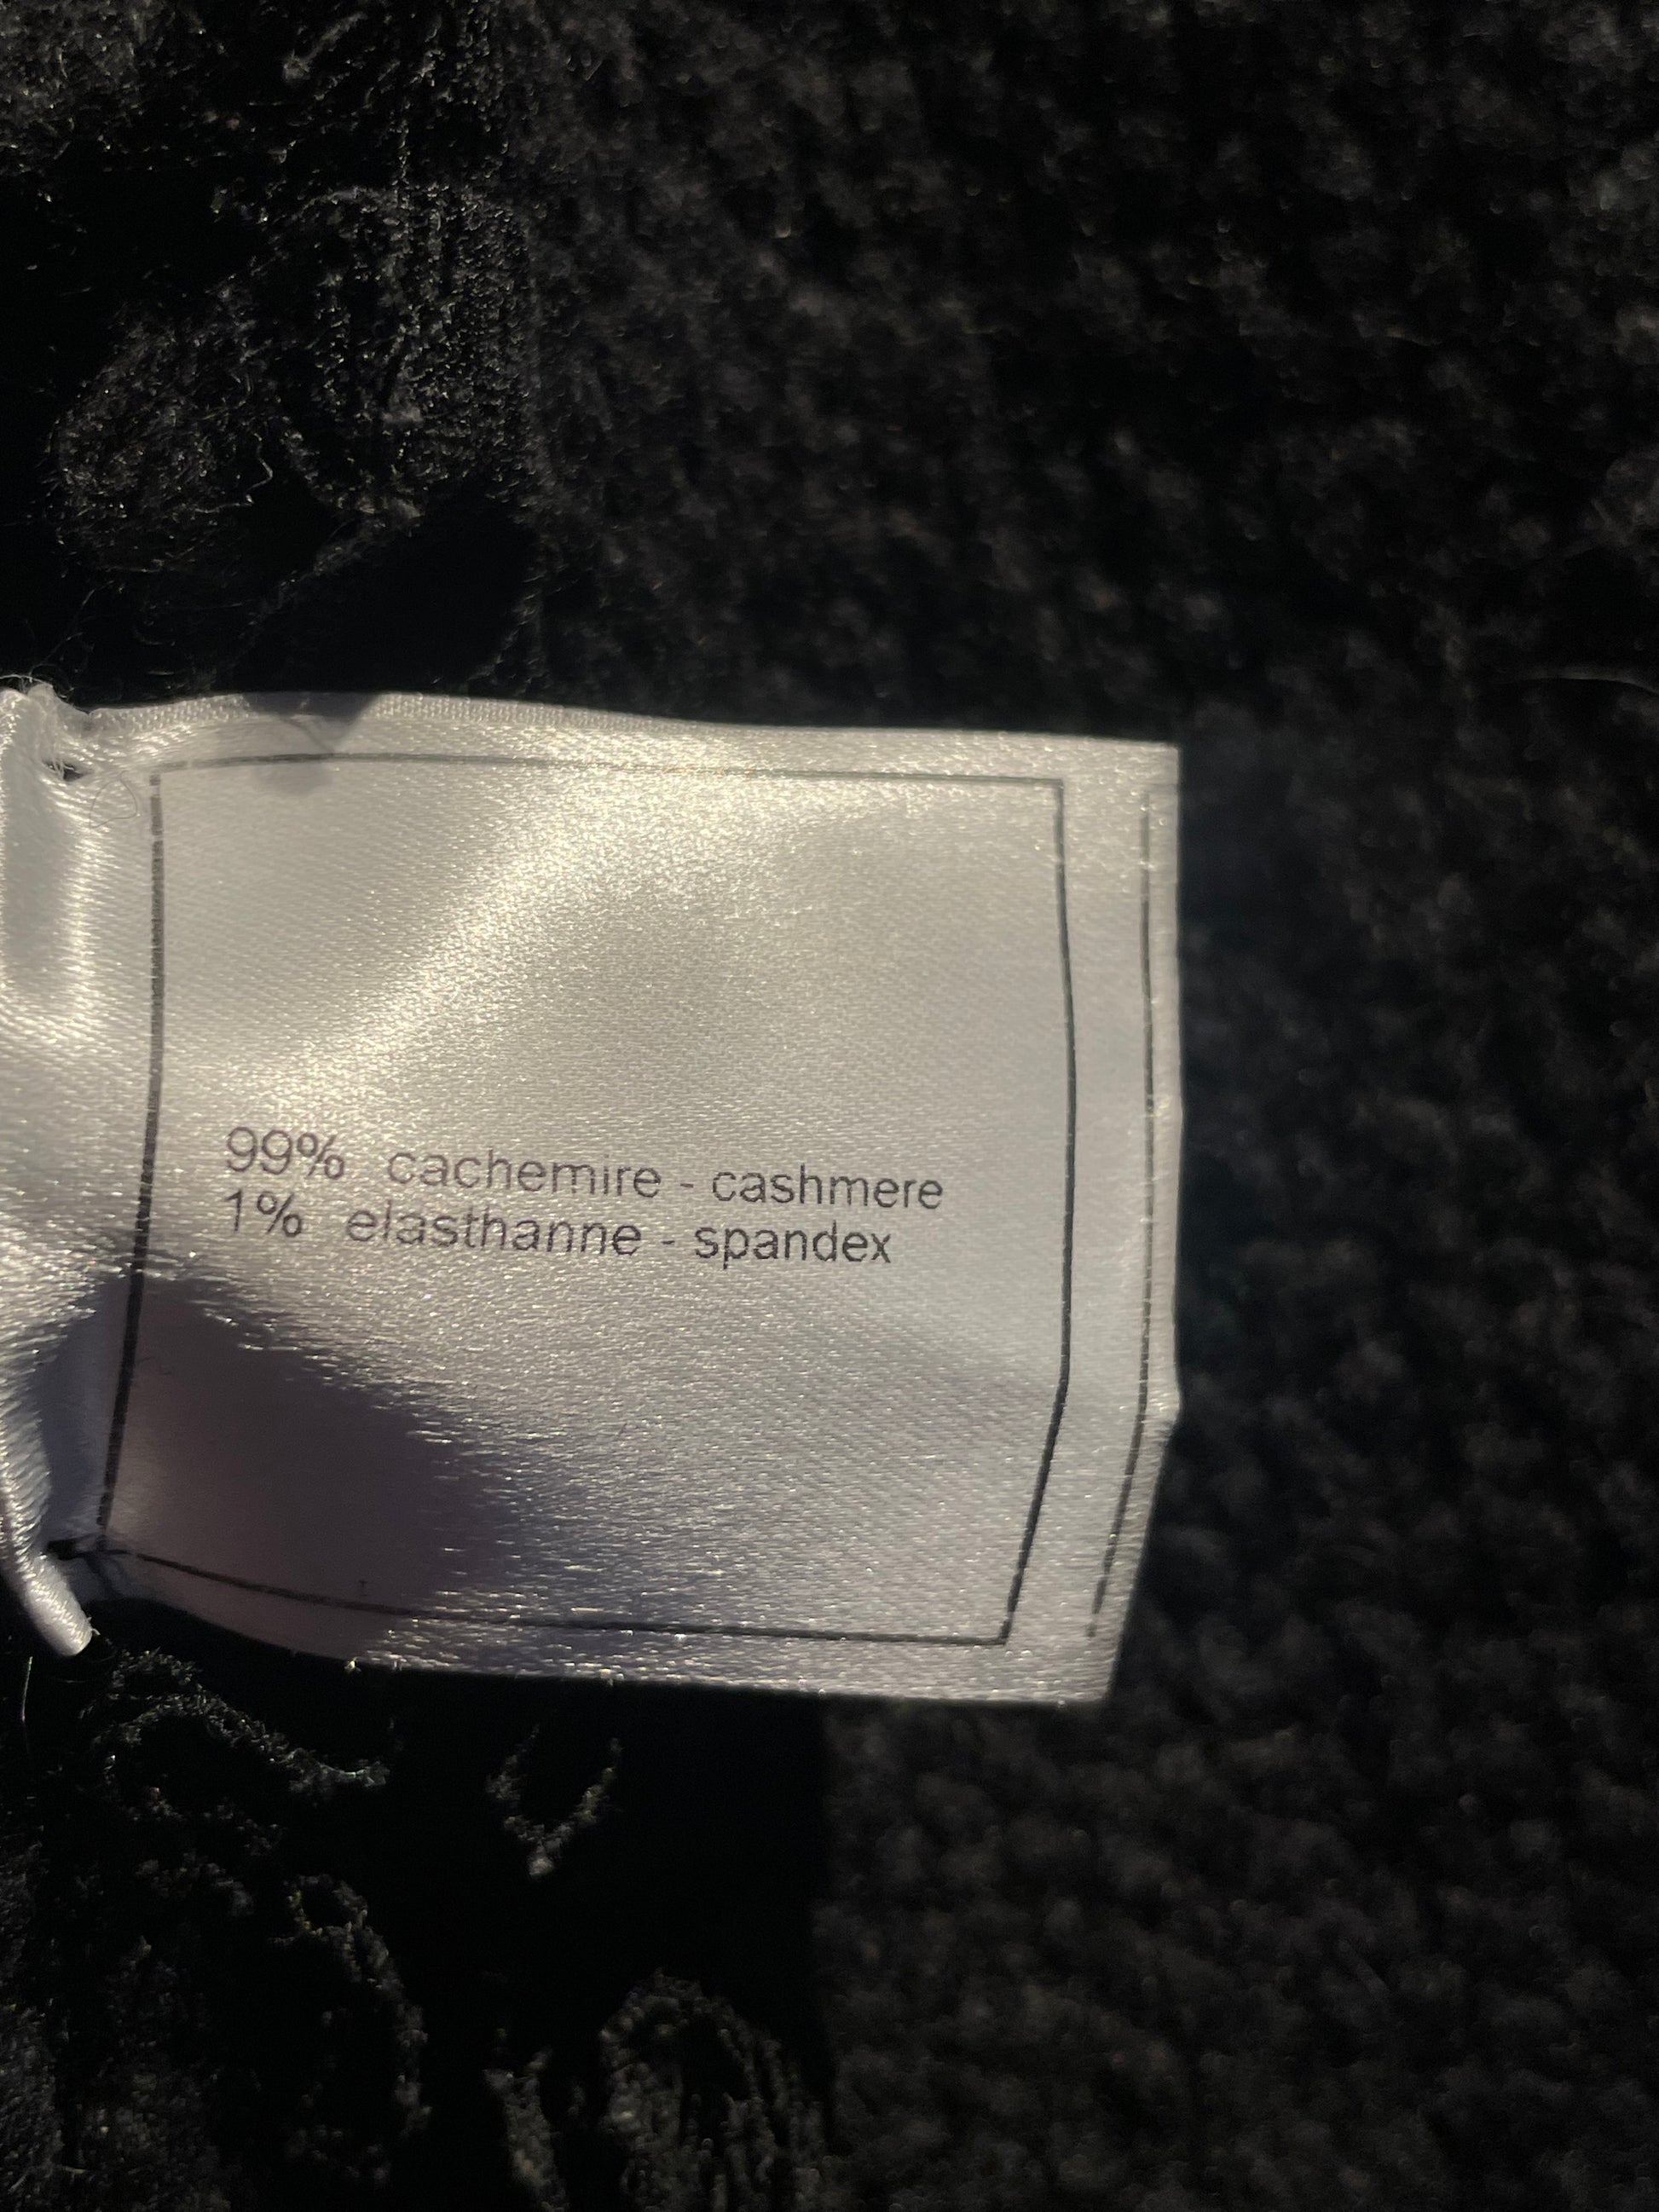 99% cachemire - cashmere
1% elasthanne - spandex